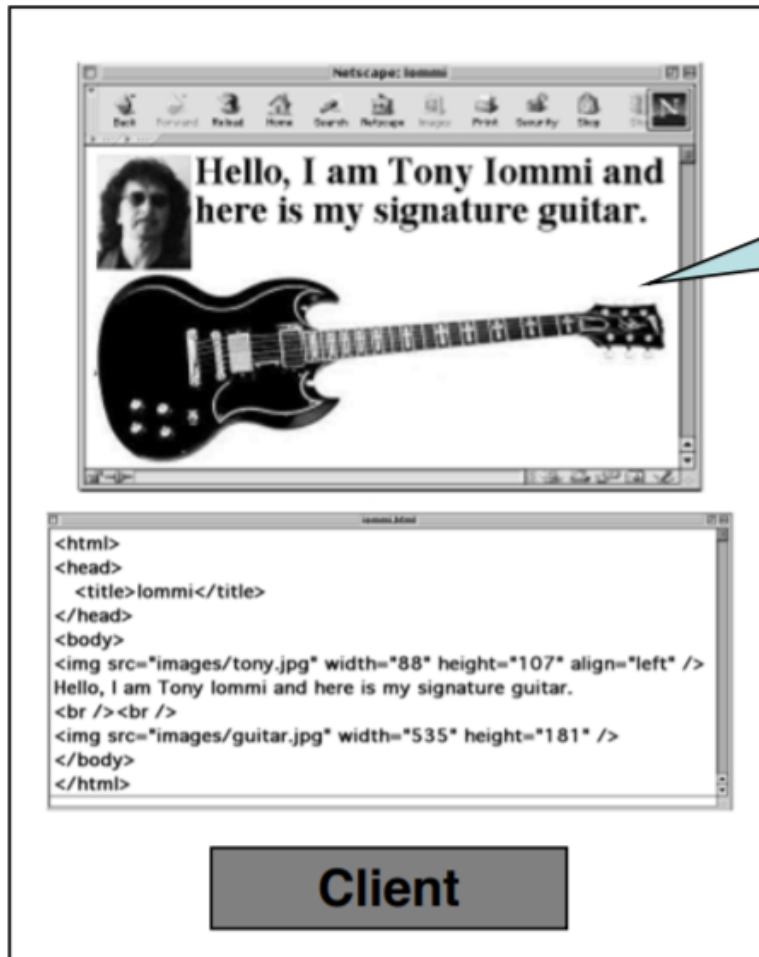 Netscape: Iommi
Back Forward Reload Home Search Netscape Images Print Security Stop
N
Hello, I am Tony Iommi and
here is my signature guitar.
iommi.html
<html>
<head>
<title>Iommi</title>
</head>
<body>
<img src="images/tony.jpg" width="88" height="107" align="left" />
Hello, I am Tony Iommi and here is my signature guitar.
<br /><br />
<img src="images/guitar.jpg" width="535" height="181" />
</body>
</html>
Client